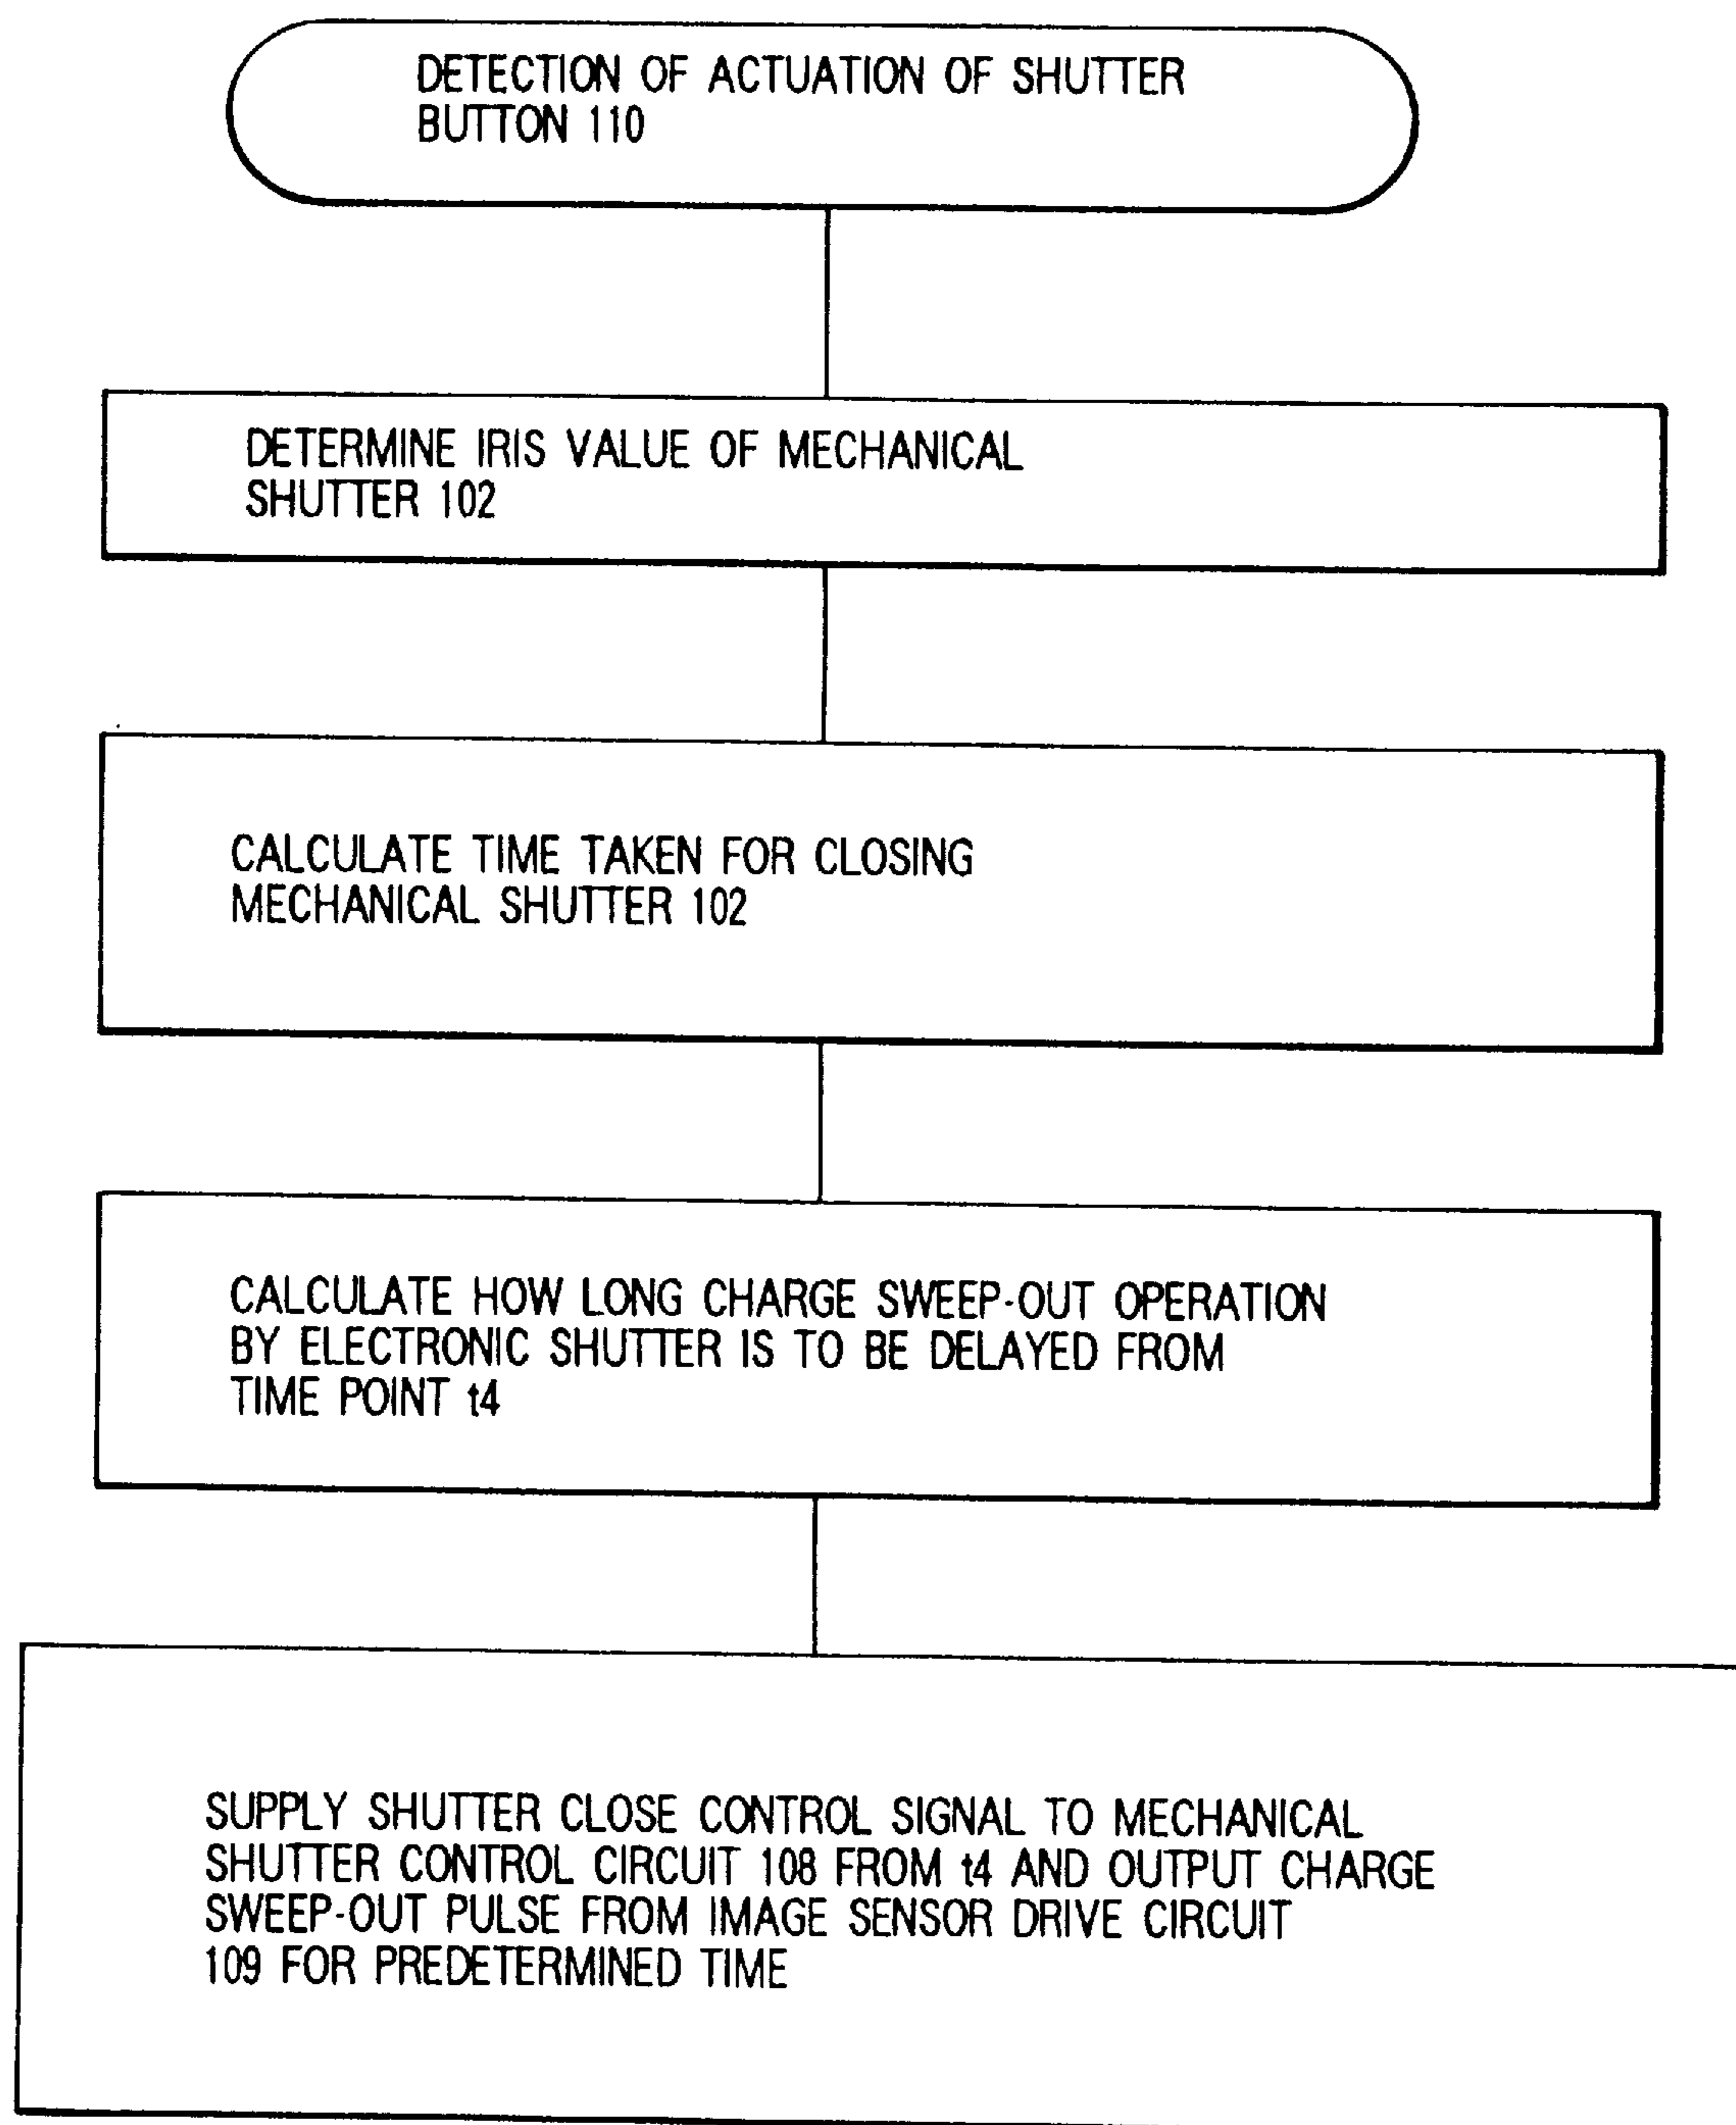 DETECTION OF ACTUATION OF SHUTTER
BUTTON 110
DETERMINE IRIS VALUE OF MECHANICAL
SHUTTER 102
CALCULATE TIME TAKEN FOR CLOSING
MECHANICAL SHUTTER 102
CALCULATE HOW LONG CHARGE SWEEP-OUT OPERATION
BY ELECTRONIC SHUTTER IS TO BE DELAYED FROM
TIME POINT t4
SUPPLY SHUTTER CLOSE CONTROL SIGNAL TO MECHANICAL
SHUTTER CONTROL CIRCUIT 108 FROM t4 AND OUTPUT CHARGE
SWEEP-OUT PULSE FROM IMAGE SENSOR DRIVE CIRCUIT
109 FOR PREDETERMINED TIME